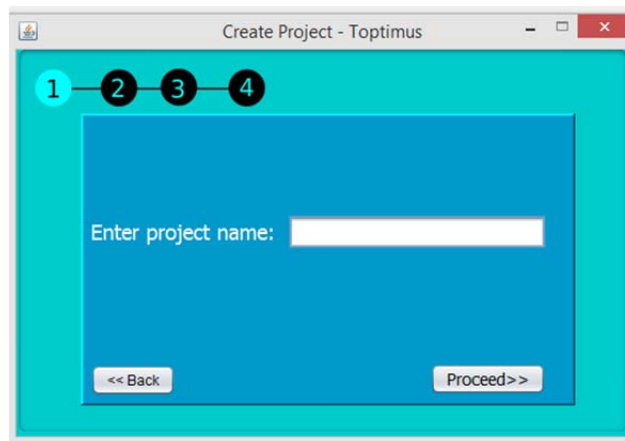 Create Project - Toptimus
1 2 3 4
Enter project name:
<< Back
Proceed>>